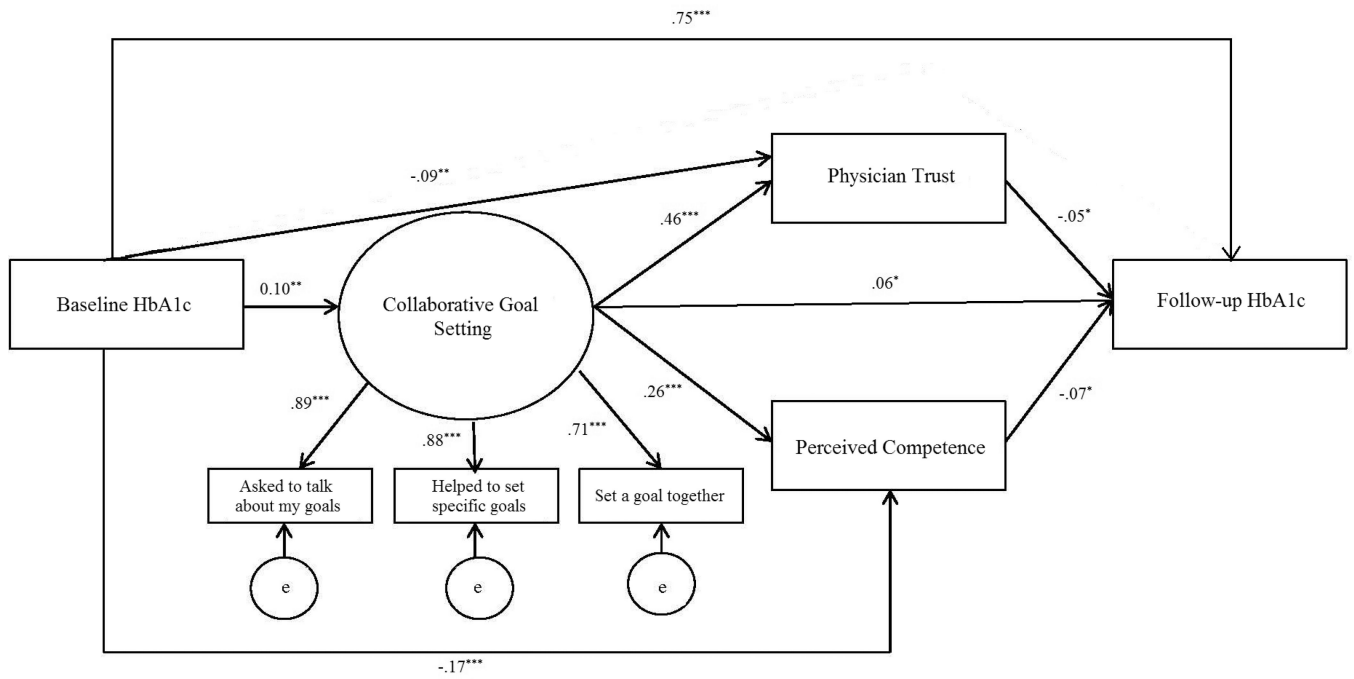 .75***
Physician Trust
-.09**
.46***
-.05*
Baseline HbA1c
0.10**
Collaborative Goal
Setting
.06*
Follow-up HbA1c
.89***
.88***
.71***
.26***
-.07*
Perceived Competence
Asked to talk
about my goals
Helped to set
specific goals
Set a goal together
e
e
e
-.17***